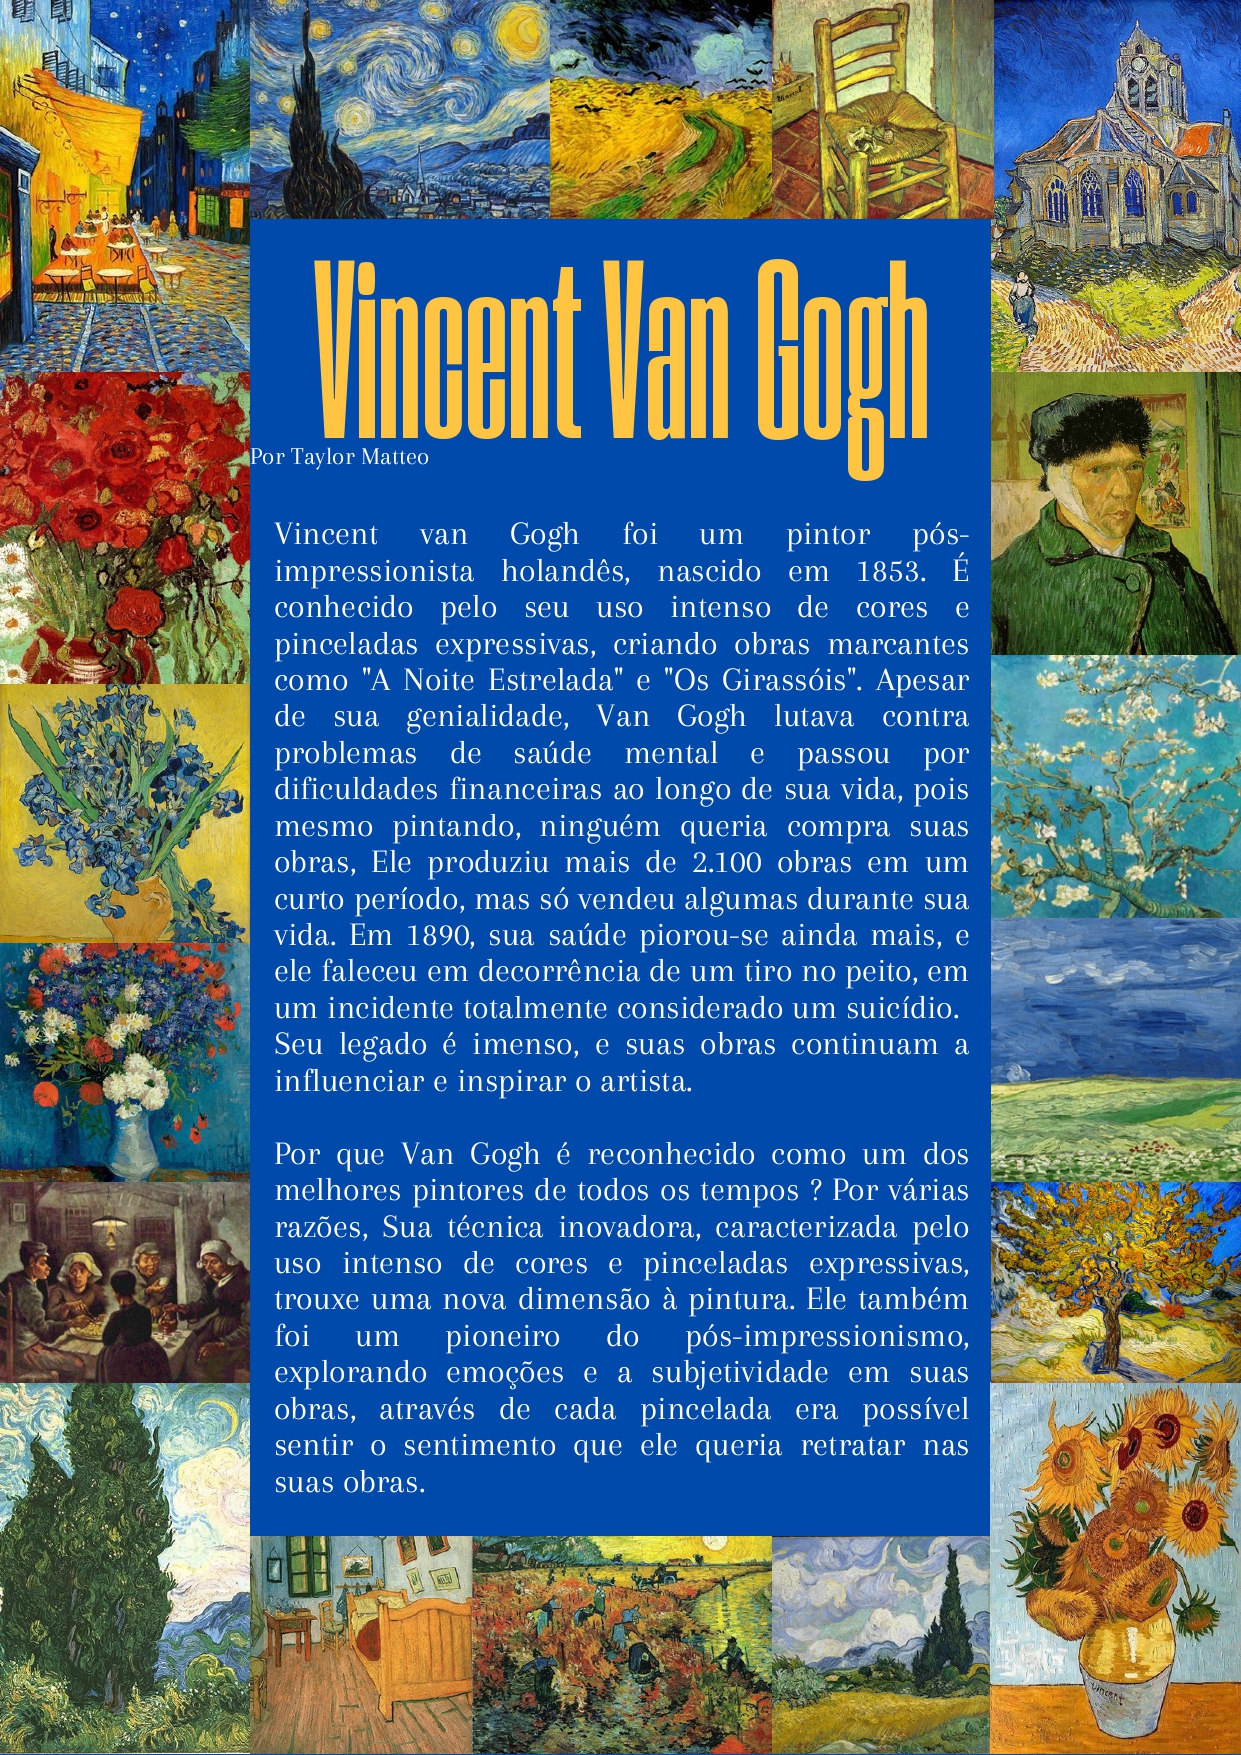 Vincent Van Gogh
Por Taylor Matteo
Vincent van Gogh foi um pintor pós-
impressionista holandês, nascido em 1853. É
conhecido pelo seu uso intenso de cores e
pinceladas expressivas, criando obras marcantes
como "A Noite Estrelada" e "Os Girassóis". Apesar
de sua genialidade, Van Gogh lutava contra
problemas de saúde mental e passou por
dificuldades financeiras ao longo de sua vida, pois
mesmo pintando, ninguém queria compra suas
obras, Ele produziu mais de 2.100 obras em um
curto período, mas só vendeu algumas durante sua
vida. Em 1890, sua saúde piorou-se ainda mais, e
ele faleceu em decorrência de um tiro no peito, em
um incidente totalmente considerado um suicídio.
Seu legado é imenso, e suas obras continuam a
influenciar e inspirar o artista.
Por que Van Gogh é reconhecido como um dos
melhores pintores de todos os tempos ? Por várias
razões, Sua técnica inovadora, caracterizada pelo
uso intenso de cores e pinceladas expressivas,
trouxe uma nova dimensão à pintura. Ele também
foi um pioneiro do pós-impressionismo,
explorando emoções e a subjetividade em suas
obras, através de cada pincelada era possível
sentir o sentimento que ele queria retratar nas
suas obras.
Vincent
Vincent